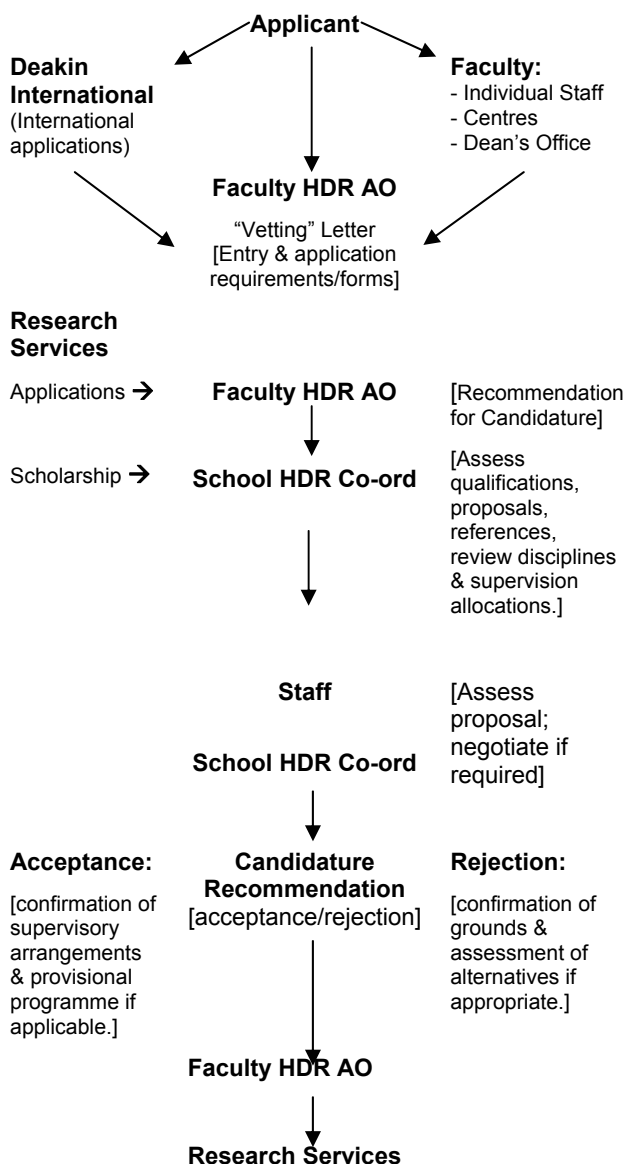 Applicant
Deakin
International
(International
applications)
Faculty:
- Individual Staff
- Centres
- Dean’s Office
Faculty HDR AO
“Vetting” Letter
[Entry & application
requirements/forms]
Research
Services
Applications →
Faculty HDR AO
[Recommendation
for Candidature]
Scholarship →
School HDR Co-ord
[Assess
qualifications,
proposals,
references,
review disciplines
& supervision
allocations.]
Staff
[Assess
proposal;
negotiate if
required]
School HDR Co-ord
Acceptance:
[confirmation of
supervisory
arrangements
& provisional
programme if
applicable.]
Candidature
Recommendation
[acceptance/rejection]
Rejection:
[confirmation of
grounds &
assessment of
alternatives if
appropriate.]
Faculty HDR AO
Research Services